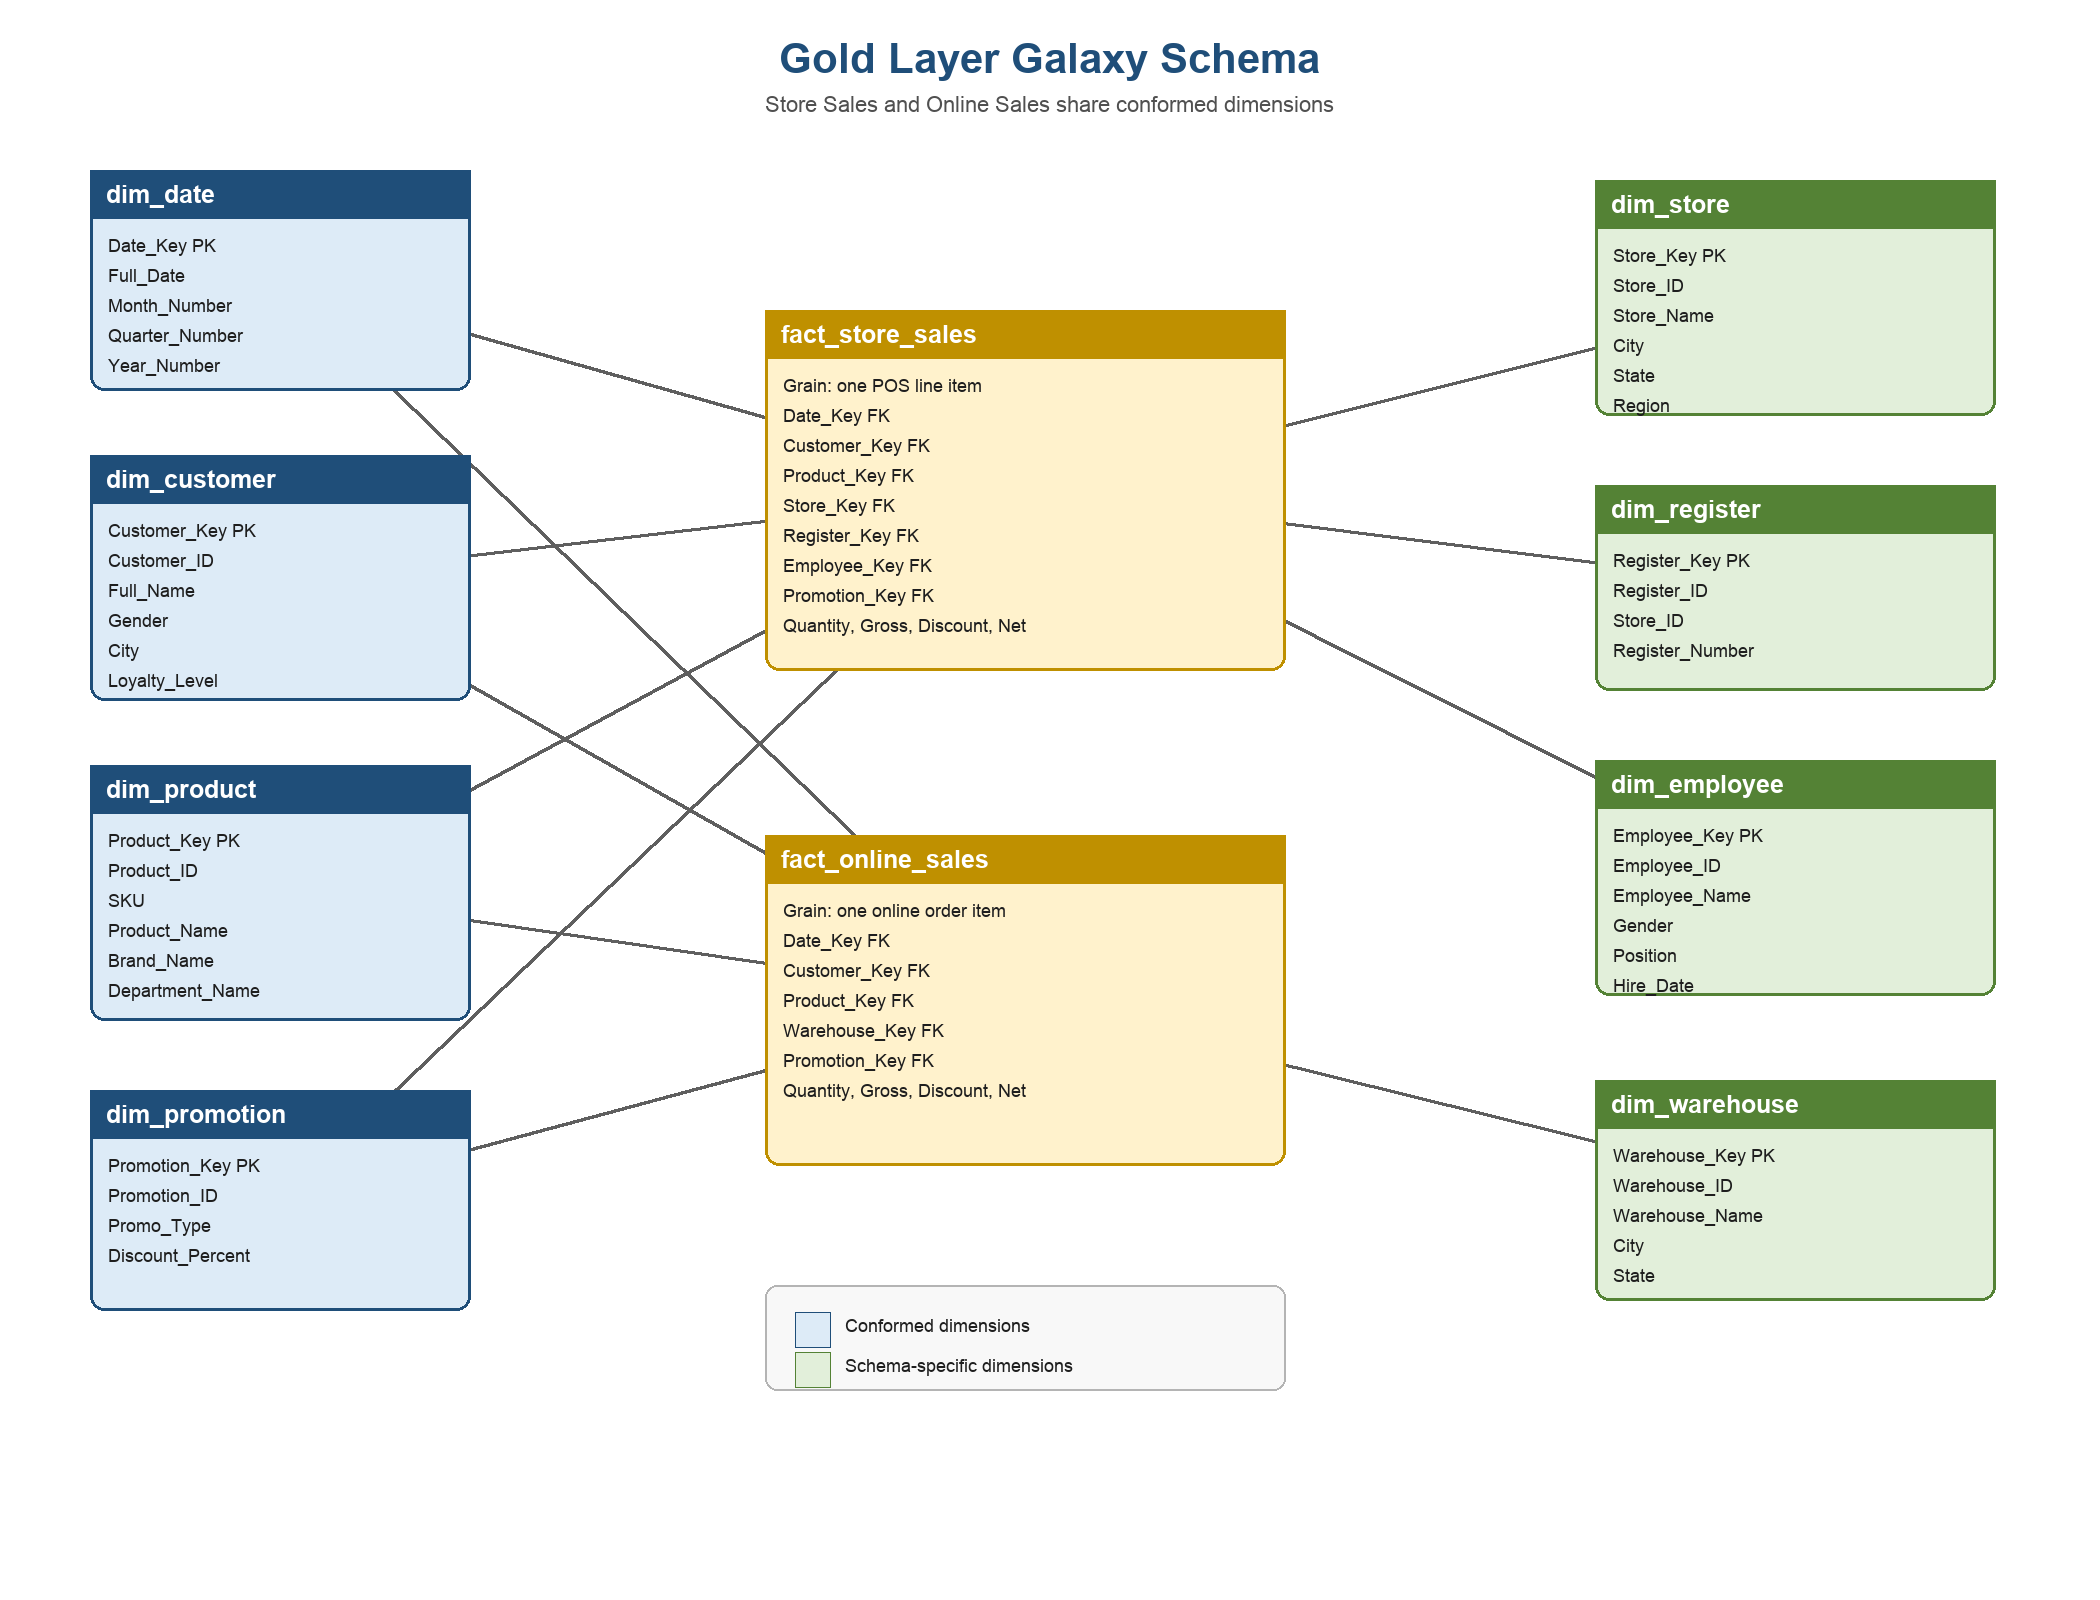 Gold Layer Galaxy Schema
Store Sales and Online Sales share conformed dimensions
dim_date
Date_Key PK
Full_Date
Month_Number
Quarter_Number
Year_Number
dim_customer
Customer_Key PK
Customer_ID
Full_Name
Gender
City
Loyalty_Level
dim_product
Product_Key PK
Product_ID
SKU
Product_Name
Brand_Name
Department_Name
dim_promotion
Promotion_Key PK
Promotion_ID
Promo_Type
Discount_Percent
fact_store_sales
Grain: one POS line item
Date_Key FK
Customer_Key FK
Product_Key FK
Store_Key FK
Register_Key FK
Employee_Key FK
Promotion_Key FK
Quantity, Gross, Discount, Net
fact_online_sales
Grain: one online order item
Date_Key FK
Customer_Key FK
Product_Key FK
Warehouse_Key FK
Promotion_Key FK
Quantity, Gross, Discount, Net
Conformed dimensions
Schema-specific dimensions
dim_store
Store_Key PK
Store_ID
Store_Name
City
State
Region
dim_register
Register_Key PK
Register_ID
Store_ID
Register_Number
dim_employee
Employee_Key PK
Employee_ID
Employee_Name
Gender
Position
Hire_Date
dim_warehouse
Warehouse_Key PK
Warehouse_ID
Warehouse_Name
City
State